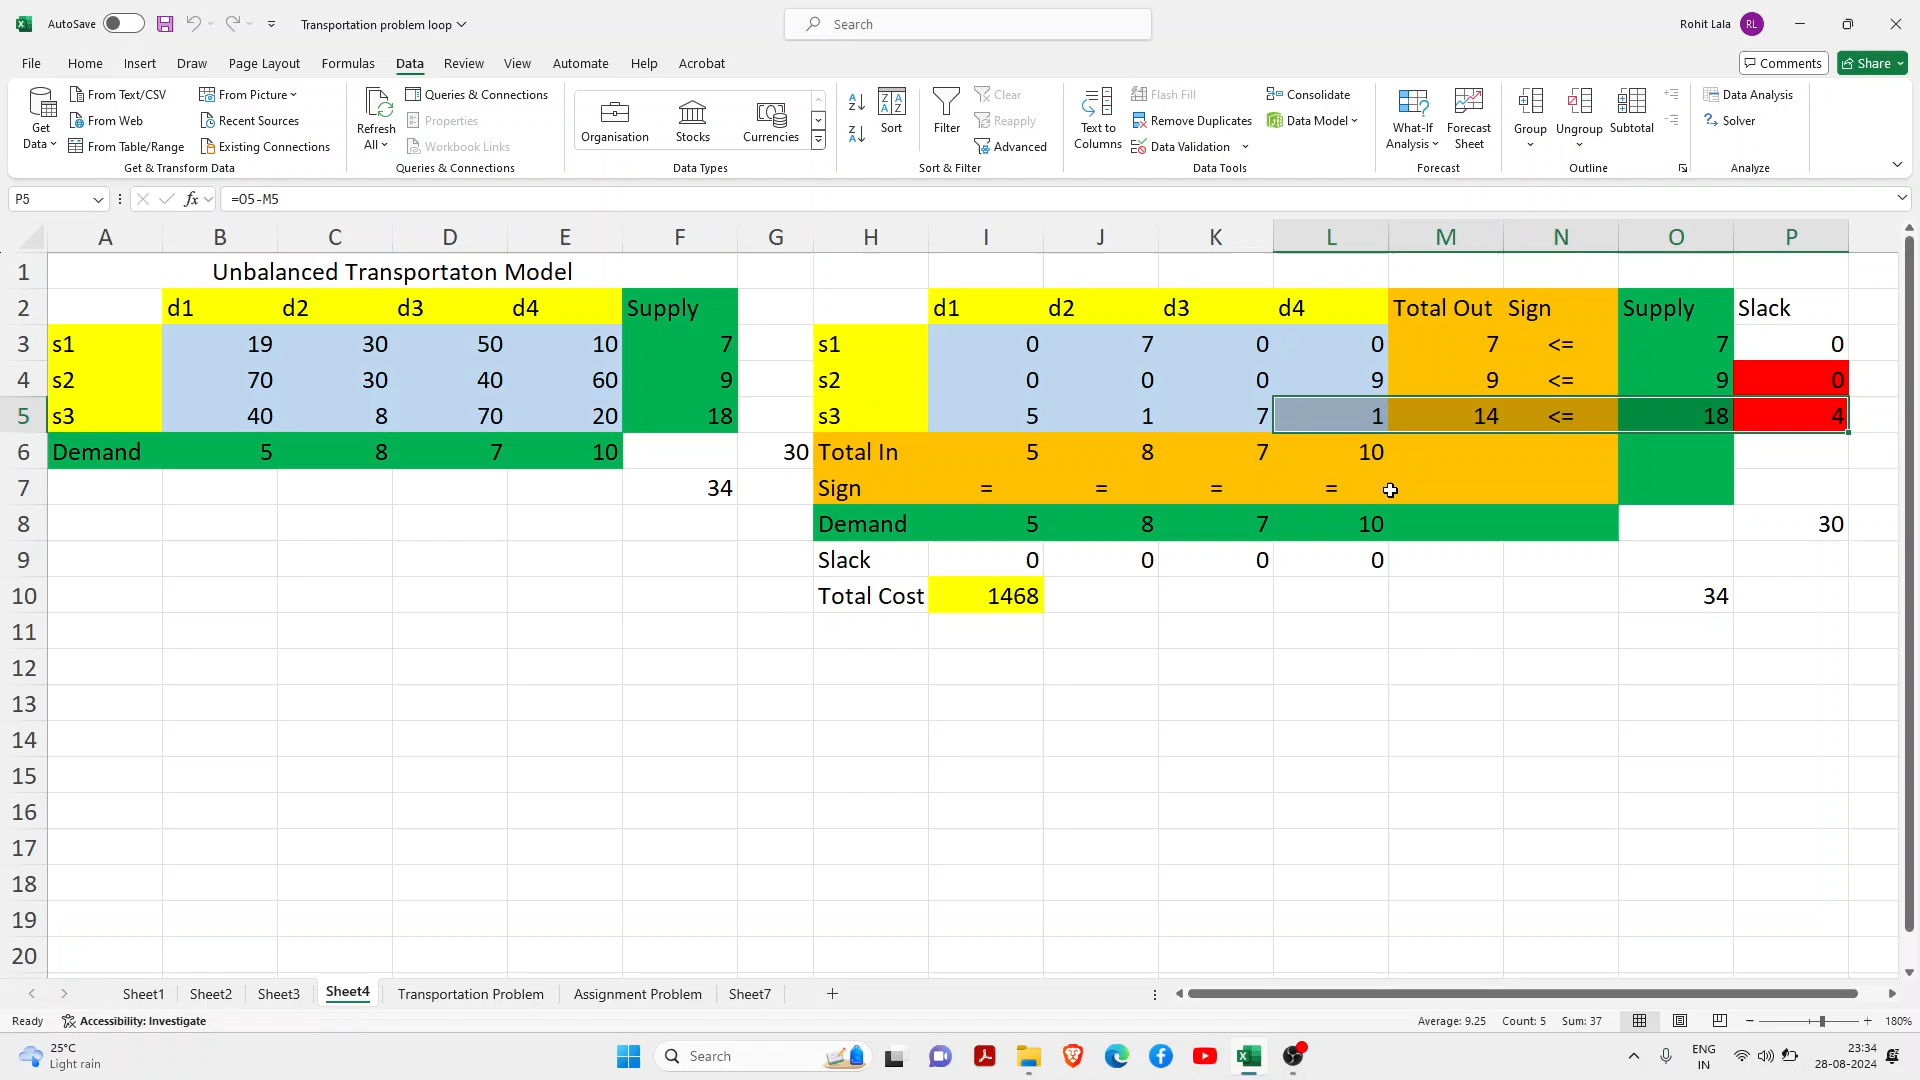 AutoSave Transportation problem loop Search Rohit Lala RL
File Home Insert Draw Page Layout Formulas Data Review View Automate Help Acrobat Comments Share
Get Data From Text/CSV From Web From Table/Range From Picture Recent Sources Existing Connections
Get & Transform Data
Refresh All Queries & Connections Properties Workbook Links
Queries & Connections
Organisation Stocks Currencies
Data Types
Sort Filter Clear Reapply Advanced
Sort & Filter
Text to Columns Flash Fill Remove Duplicates Data Validation Consolidate Data Model
Data Tools
What-If Analysis Forecast Sheet
Forecast
Group Ungroup Subtotal
Outline
Data Analysis Solver
Analyze
P5 fx =O5-M5
A B C D E F G H I J K L M N O P
1 Unbalanced Transportaton Model
2 d1 d2 d3 d4 Supply d1 d2 d3 d4 Total Out Sign Supply Slack
3 s1 19 30 50 10 7 s1 0 7 0 0 7 <= 7 0
4 s2 70 30 40 60 9 s2 0 0 0 9 9 <= 9 0
5 s3 40 8 70 20 18 s3 5 1 7 1 14 <= 18 4
6 Demand 5 8 7 10 30 Total In 5 8 7 10
7 34 Sign = = = =
8 Demand 5 8 7 10 30
9 Slack 0 0 0 0
10 Total Cost 1468 34
11
12
13
14
15
16
17
18
19
20
Sheet1 Sheet2 Sheet3 Sheet4 Transportation Problem Assignment Problem Sheet7
Ready Accessibility: Investigate Average: 9.25 Count: 5 Sum: 37 180%
25°C Light rain Search ENG IN 23:34 28-08-2024